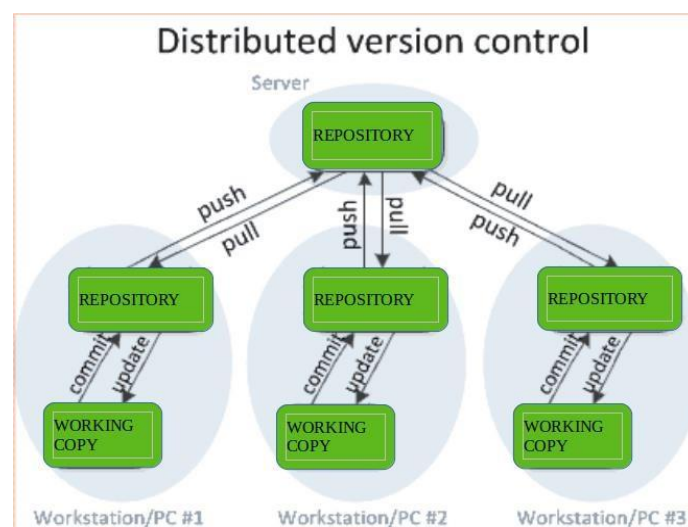 Distributed version control
Server
REPOSITORY
push
pull
push
pull
pull
push
REPOSITORY
REPOSITORY
REPOSITORY
commit
update
commit
update
commit
update
WORKING
COPY
WORKING
COPY
WORKING
COPY
Workstation/PC #1
Workstation/PC #2
Workstation/PC #3